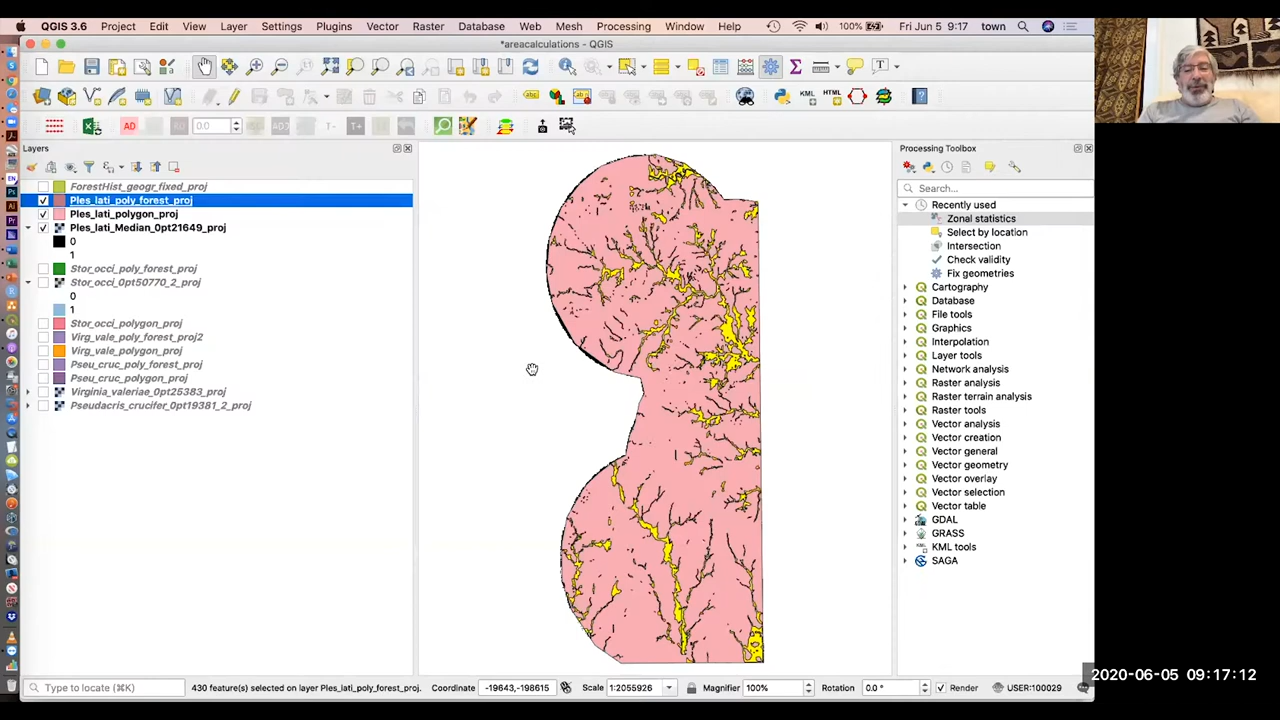 QGIS 3.6 Project Edit View Layer Settings Plugins Vector Raster Database Web Mesh Processing Window Help 100% Fri Jun 5 9:17 town
*areacalculations - QGIS
KML HTML
AD 0.0
Layers
Processing Toolbox
ForestHist_geogr_fixed_proj
Search...
Ples_lati_poly_forest_proj
Recently used
Ples_lati_polygon_proj
Zonal statistics
Ples_lati_Median_0pt21649_proj
Select by location
0
Intersection
1
Check validity
Stor_occi_poly_forest_proj
Fix geometries
Stor_occi_0pt50770_2_proj
Cartography
0
Database
1
File tools
Stor_occi_polygon_proj
Graphics
Virg_vale_poly_forest_proj2
Interpolation
Virg_vale_polygon_proj
Layer tools
Pseu_cruc_poly_forest_proj
Network analysis
Pseu_cruc_polygon_proj
Raster analysis
Virginia_valeriae_0pt25383_proj
Raster terrain analysis
Pseudacris_crucifer_0pt19381_2_proj
Raster tools
Vector analysis
Vector creation
Vector general
Vector geometry
Vector overlay
Vector selection
Vector table
GDAL
GRASS
KML tools
SAGA
2020-06-05 09:17:12
Type to locate (⌘K) 430 feature(s) selected on layer Ples_lati_poly_forest_proj. Coordinate -19643,-198615 Scale 1:2055926 Magnifier 100% Rotation 0.0 ° Render USER:100029